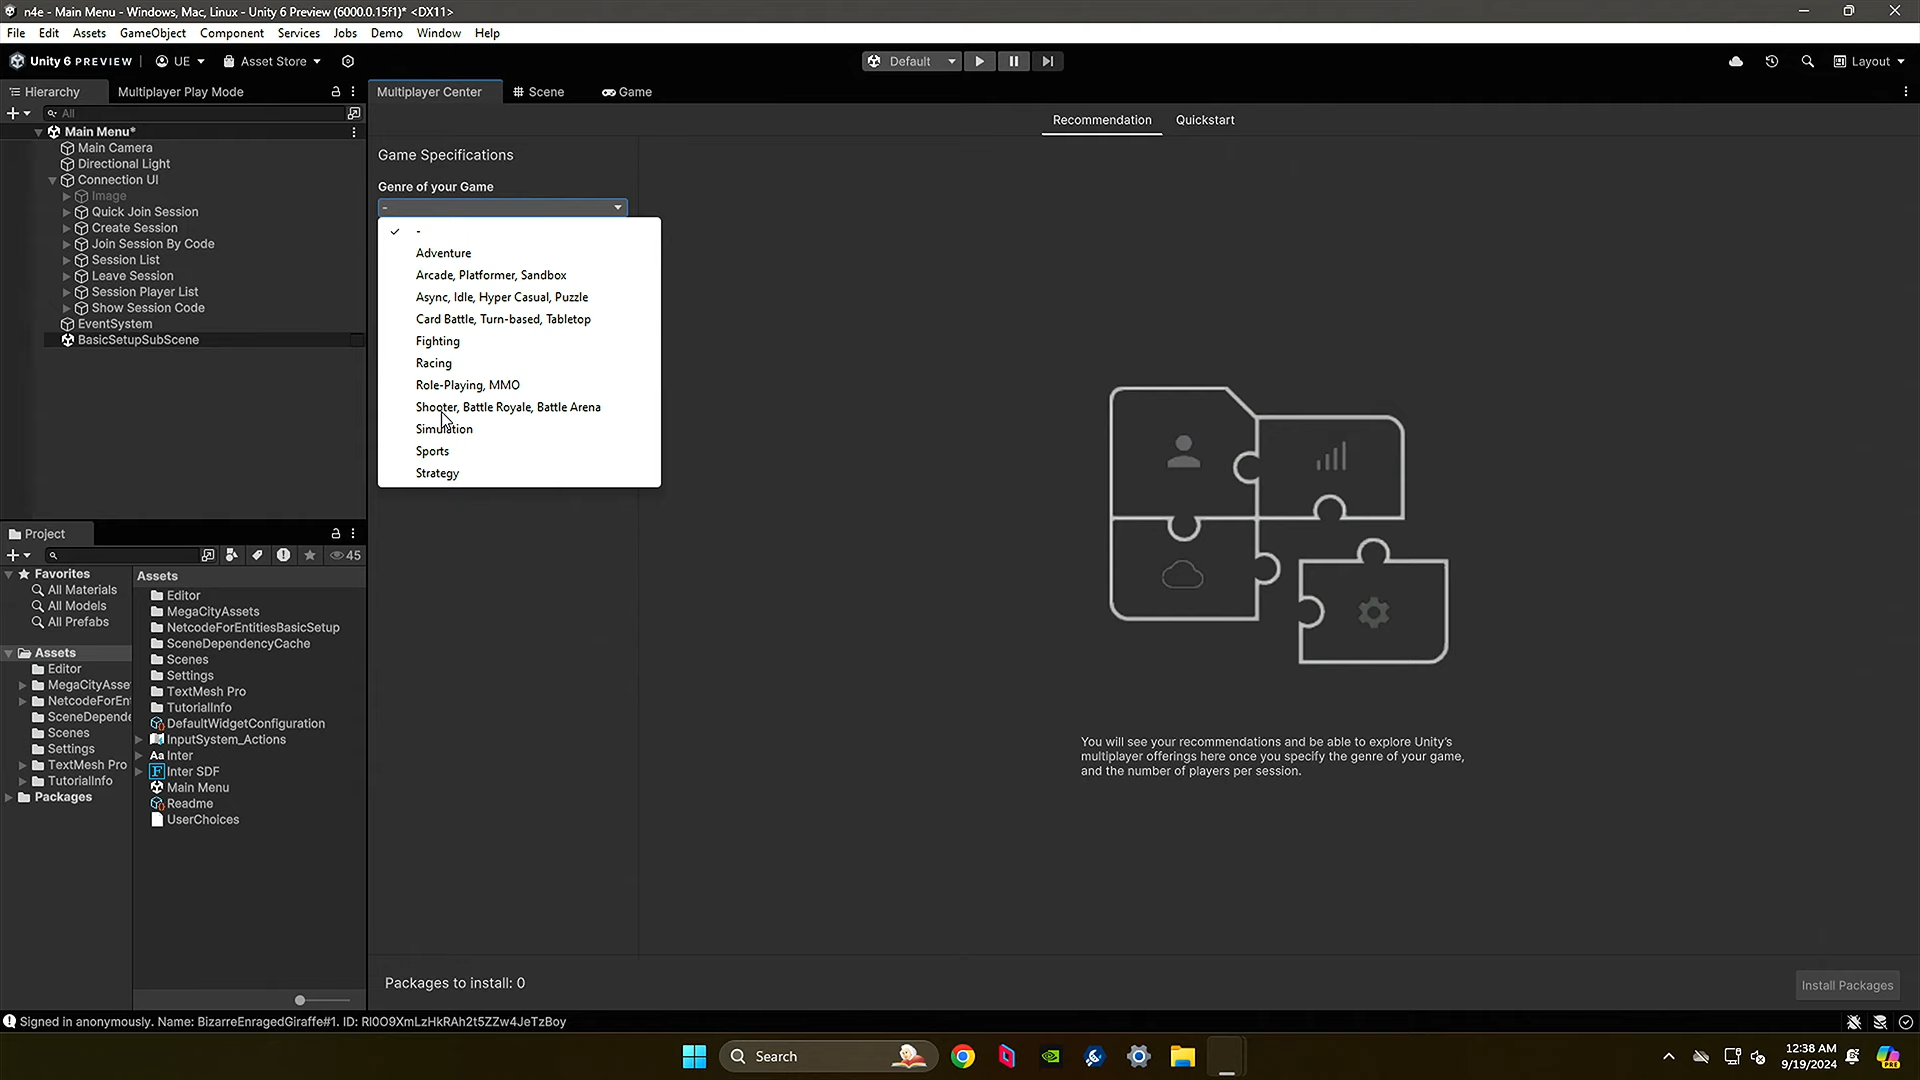 n4e - Main Menu - Windows, Mac, Linux - Unity 6 Preview (6000.0.15f1)* <DX11>
File Edit Assets GameObject Component Services Jobs Demo Window Help
Unity 6 PREVIEW UE Asset Store Default Layout
Hierarchy Multiplayer Play Mode Multiplayer Center Scene Game
All
Recommendation Quickstart
Main Menu*
Main Camera
Directional Light
Connection UI
Image
Quick Join Session
Create Session
Join Session By Code
Session List
Leave Session
Session Player List
Show Session Code
EventSystem
BasicSetupSubScene
Game Specifications
Genre of your Game
-
-
Adventure
Arcade, Platformer, Sandbox
Async, Idle, Hyper Casual, Puzzle
Card Battle, Turn-based, Tabletop
Fighting
Racing
Role-Playing, MMO
Shooter, Battle Royale, Battle Arena
Simulation
Sports
Strategy
You will see your recommendations and be able to explore Unity's
multiplayer offerings here once you specify the genre of your game,
and the number of players per session.
Project
45
Favorites
All Materials
All Models
All Prefabs
Assets
Editor
MegaCityAsse
NetcodeForEnt
SceneDepende
Scenes
Settings
TextMesh Pro
TutorialInfo
Packages
Assets
Editor
MegaCityAssets
NetcodeForEntitiesBasicSetup
SceneDependencyCache
Scenes
Settings
TextMesh Pro
TutorialInfo
DefaultWidgetConfiguration
InputSystem_Actions
Aa Inter
F Inter SDF
Main Menu
Readme
UserChoices
Packages to install: 0
Install Packages
Signed in anonymously. Name: BizarreEnragedGiraffe#1. ID: RI0O9XmLzHkRAh2t5ZZw4JeTzBoy
Search
12:38 AM
9/19/2024
PRE